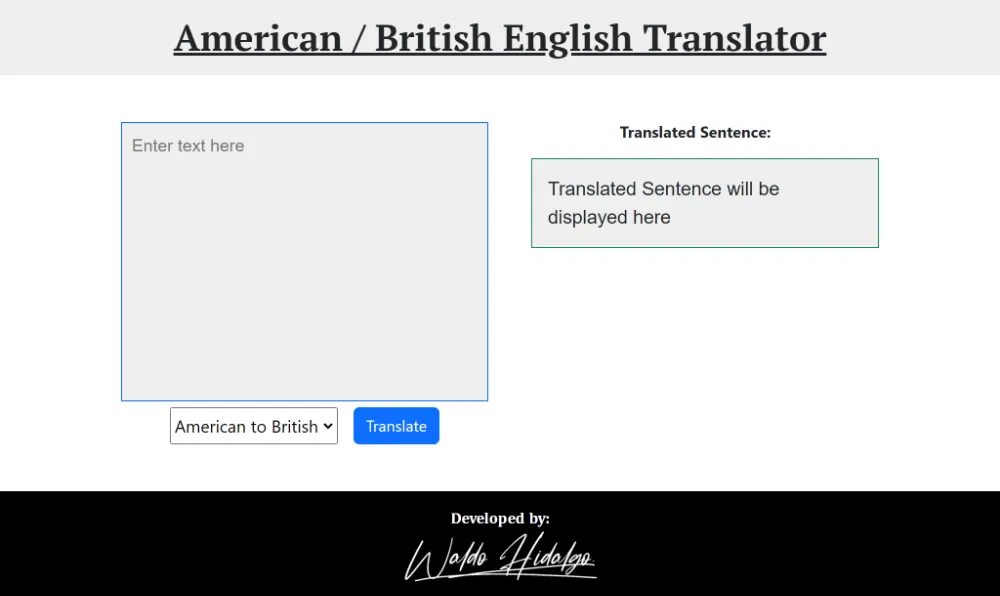 American / British English Translator
Enter text here
American to British
Translate
Translated Sentence:
Translated Sentence will be
displayed here
Developed by:
Waldo Hidalgo.